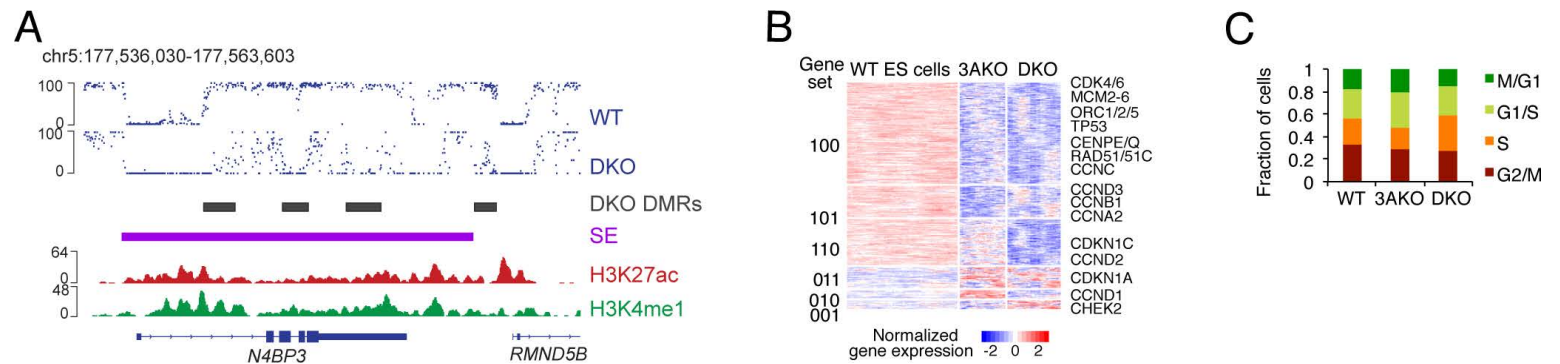 A
chr5:177,536,030-177,563,603
100
0
WT
100
0
DKO
DKO DMRs
SE
64
0
H3K27ac
48
0
H3K4me1
N4BP3
RMND5B
B
Gene set
WT ES cells 3AKO DKO
100
101
110
011
010
001
CDK4/6
MCM2-6
ORC1/2/5
TP53
CENPE/Q
RAD51/51C
CCNC
CCND3
CCNB1
CCNA2
CDKN1C
CCND2
CDKN1A
CCND1
CHEK2
Normalized
gene expression
-2 0 2
C
Fraction of cells
1
0.8
0.6
0.4
0.2
0
WT 3AKO DKO
M/G1
G1/S
S
G2/M